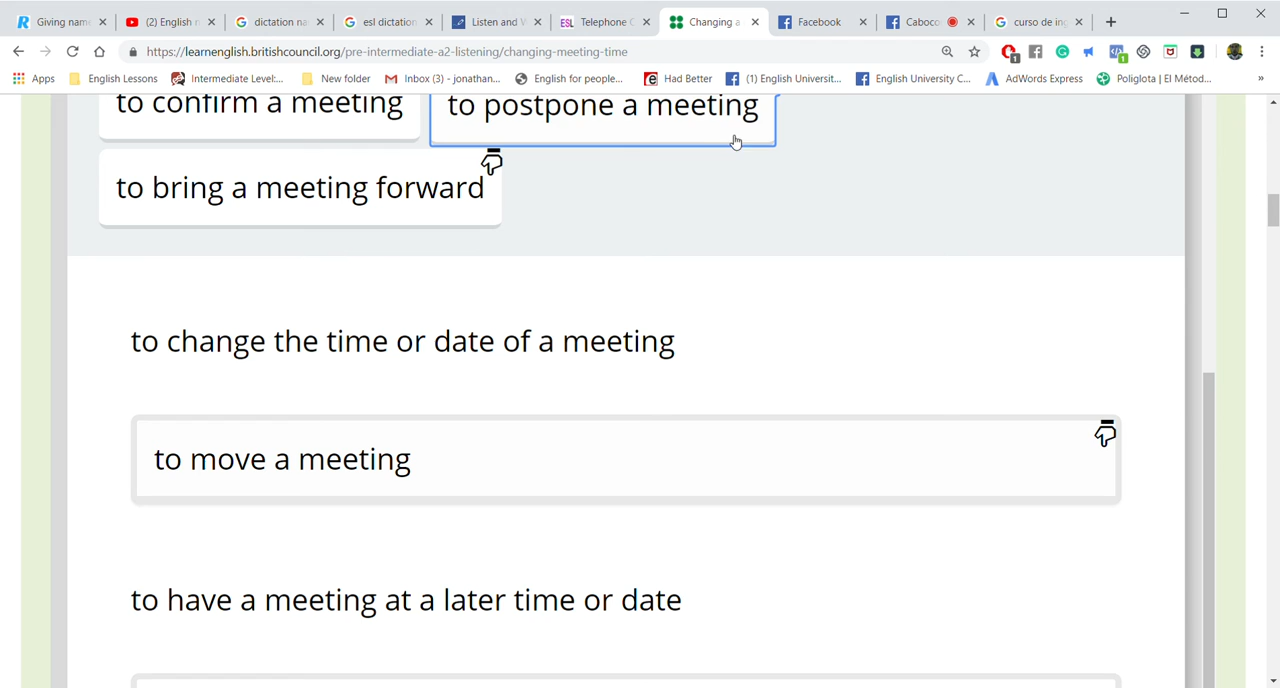 Giving nam
(2) English n
dictation na
esl dictation
Listen and V
ESL Telephone C
Changing a
Facebook
Caboco
curso de in
https://learnenglish.britishcouncil.org/pre-intermediate-a2-listening/changing-meeting-time
Apps English Lessons Intermediate Level:... New folder Inbox (3) - jonathan... English for people... Had Better (1) English Universit... English University C... AdWords Express Poliglota | El Métod... »
to confirm a meeting to postpone a meeting
to bring a meeting forward
to change the time or date of a meeting
to move a meeting
to have a meeting at a later time or date